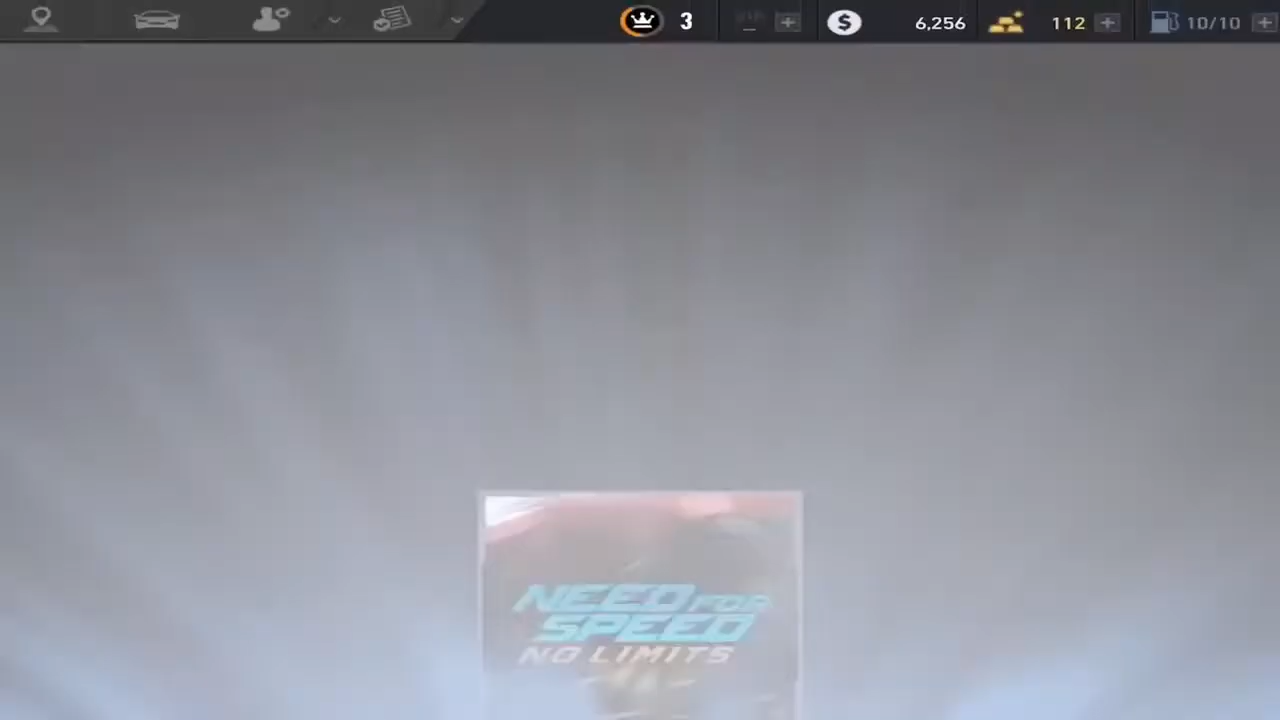 3
6,256
112
10/10
NEED FOR
SPEED
NO LIMITS